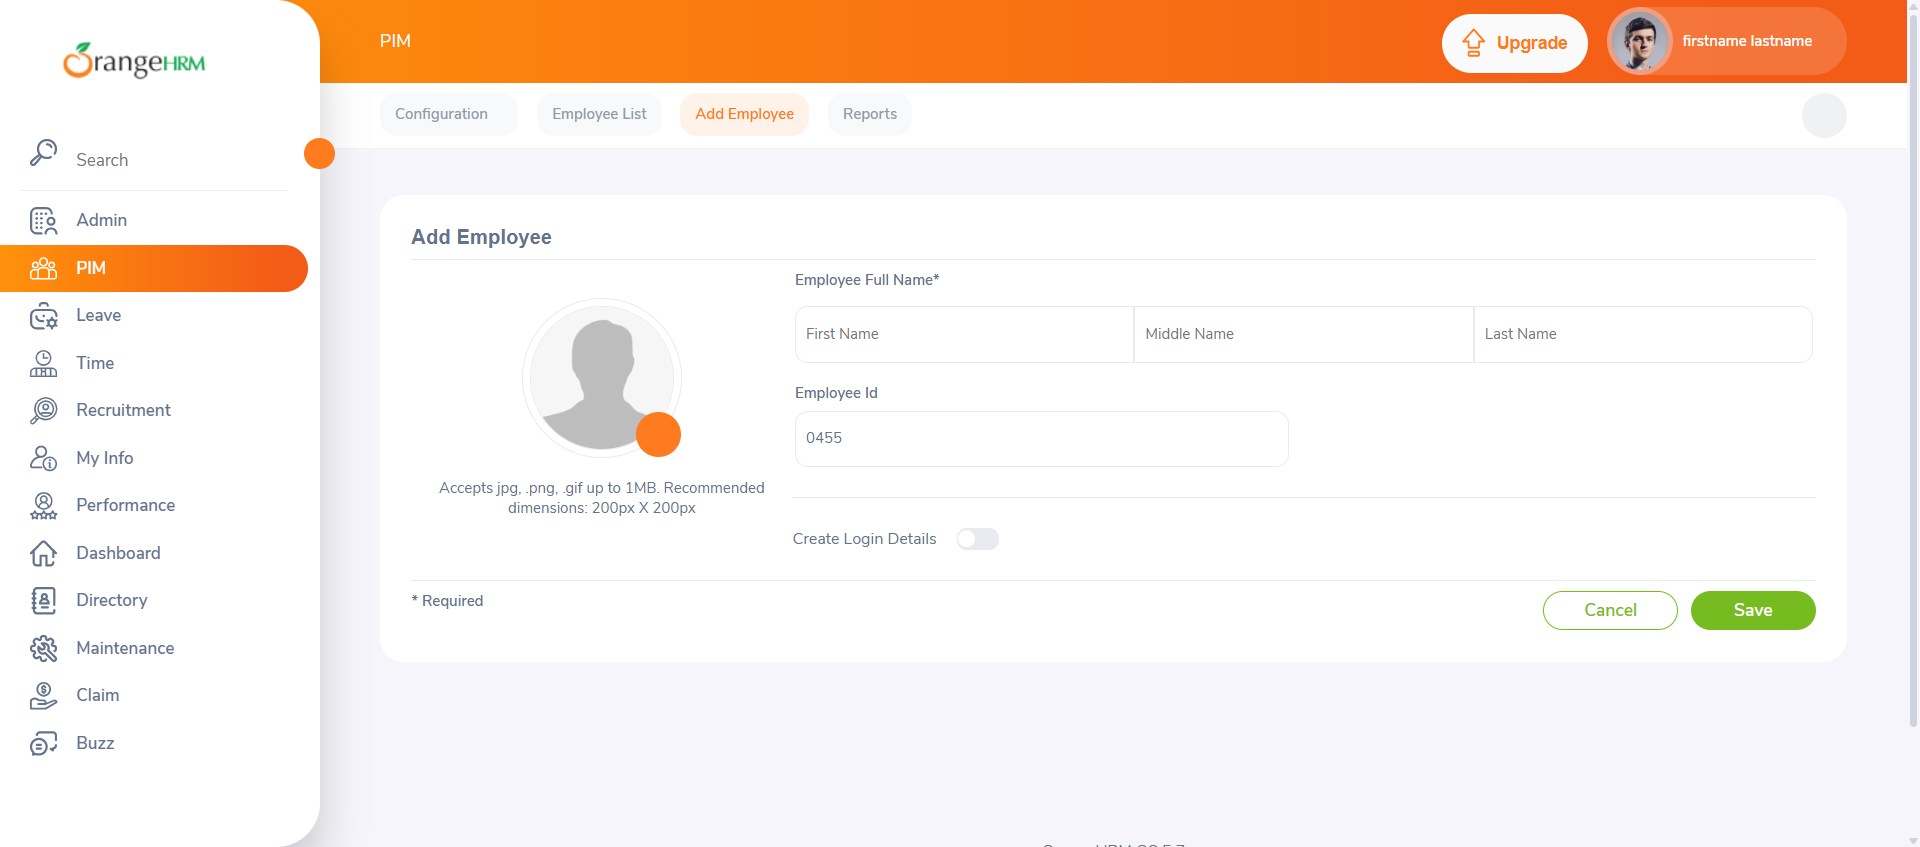 OrangeHRM
PIM
Upgrade
firstname lastname
Configuration
Employee List
Add Employee
Reports
Search
Admin
PIM
Leave
Time
Recruitment
My Info
Performance
Dashboard
Directory
Maintenance
Claim
Buzz
Add Employee
Accepts jpg, .png, .gif up to 1MB. Recommended
dimensions: 200px X 200px
Employee Full Name*
First Name
Middle Name
Last Name
Employee Id
0455
Create Login Details
* Required
Cancel
Save